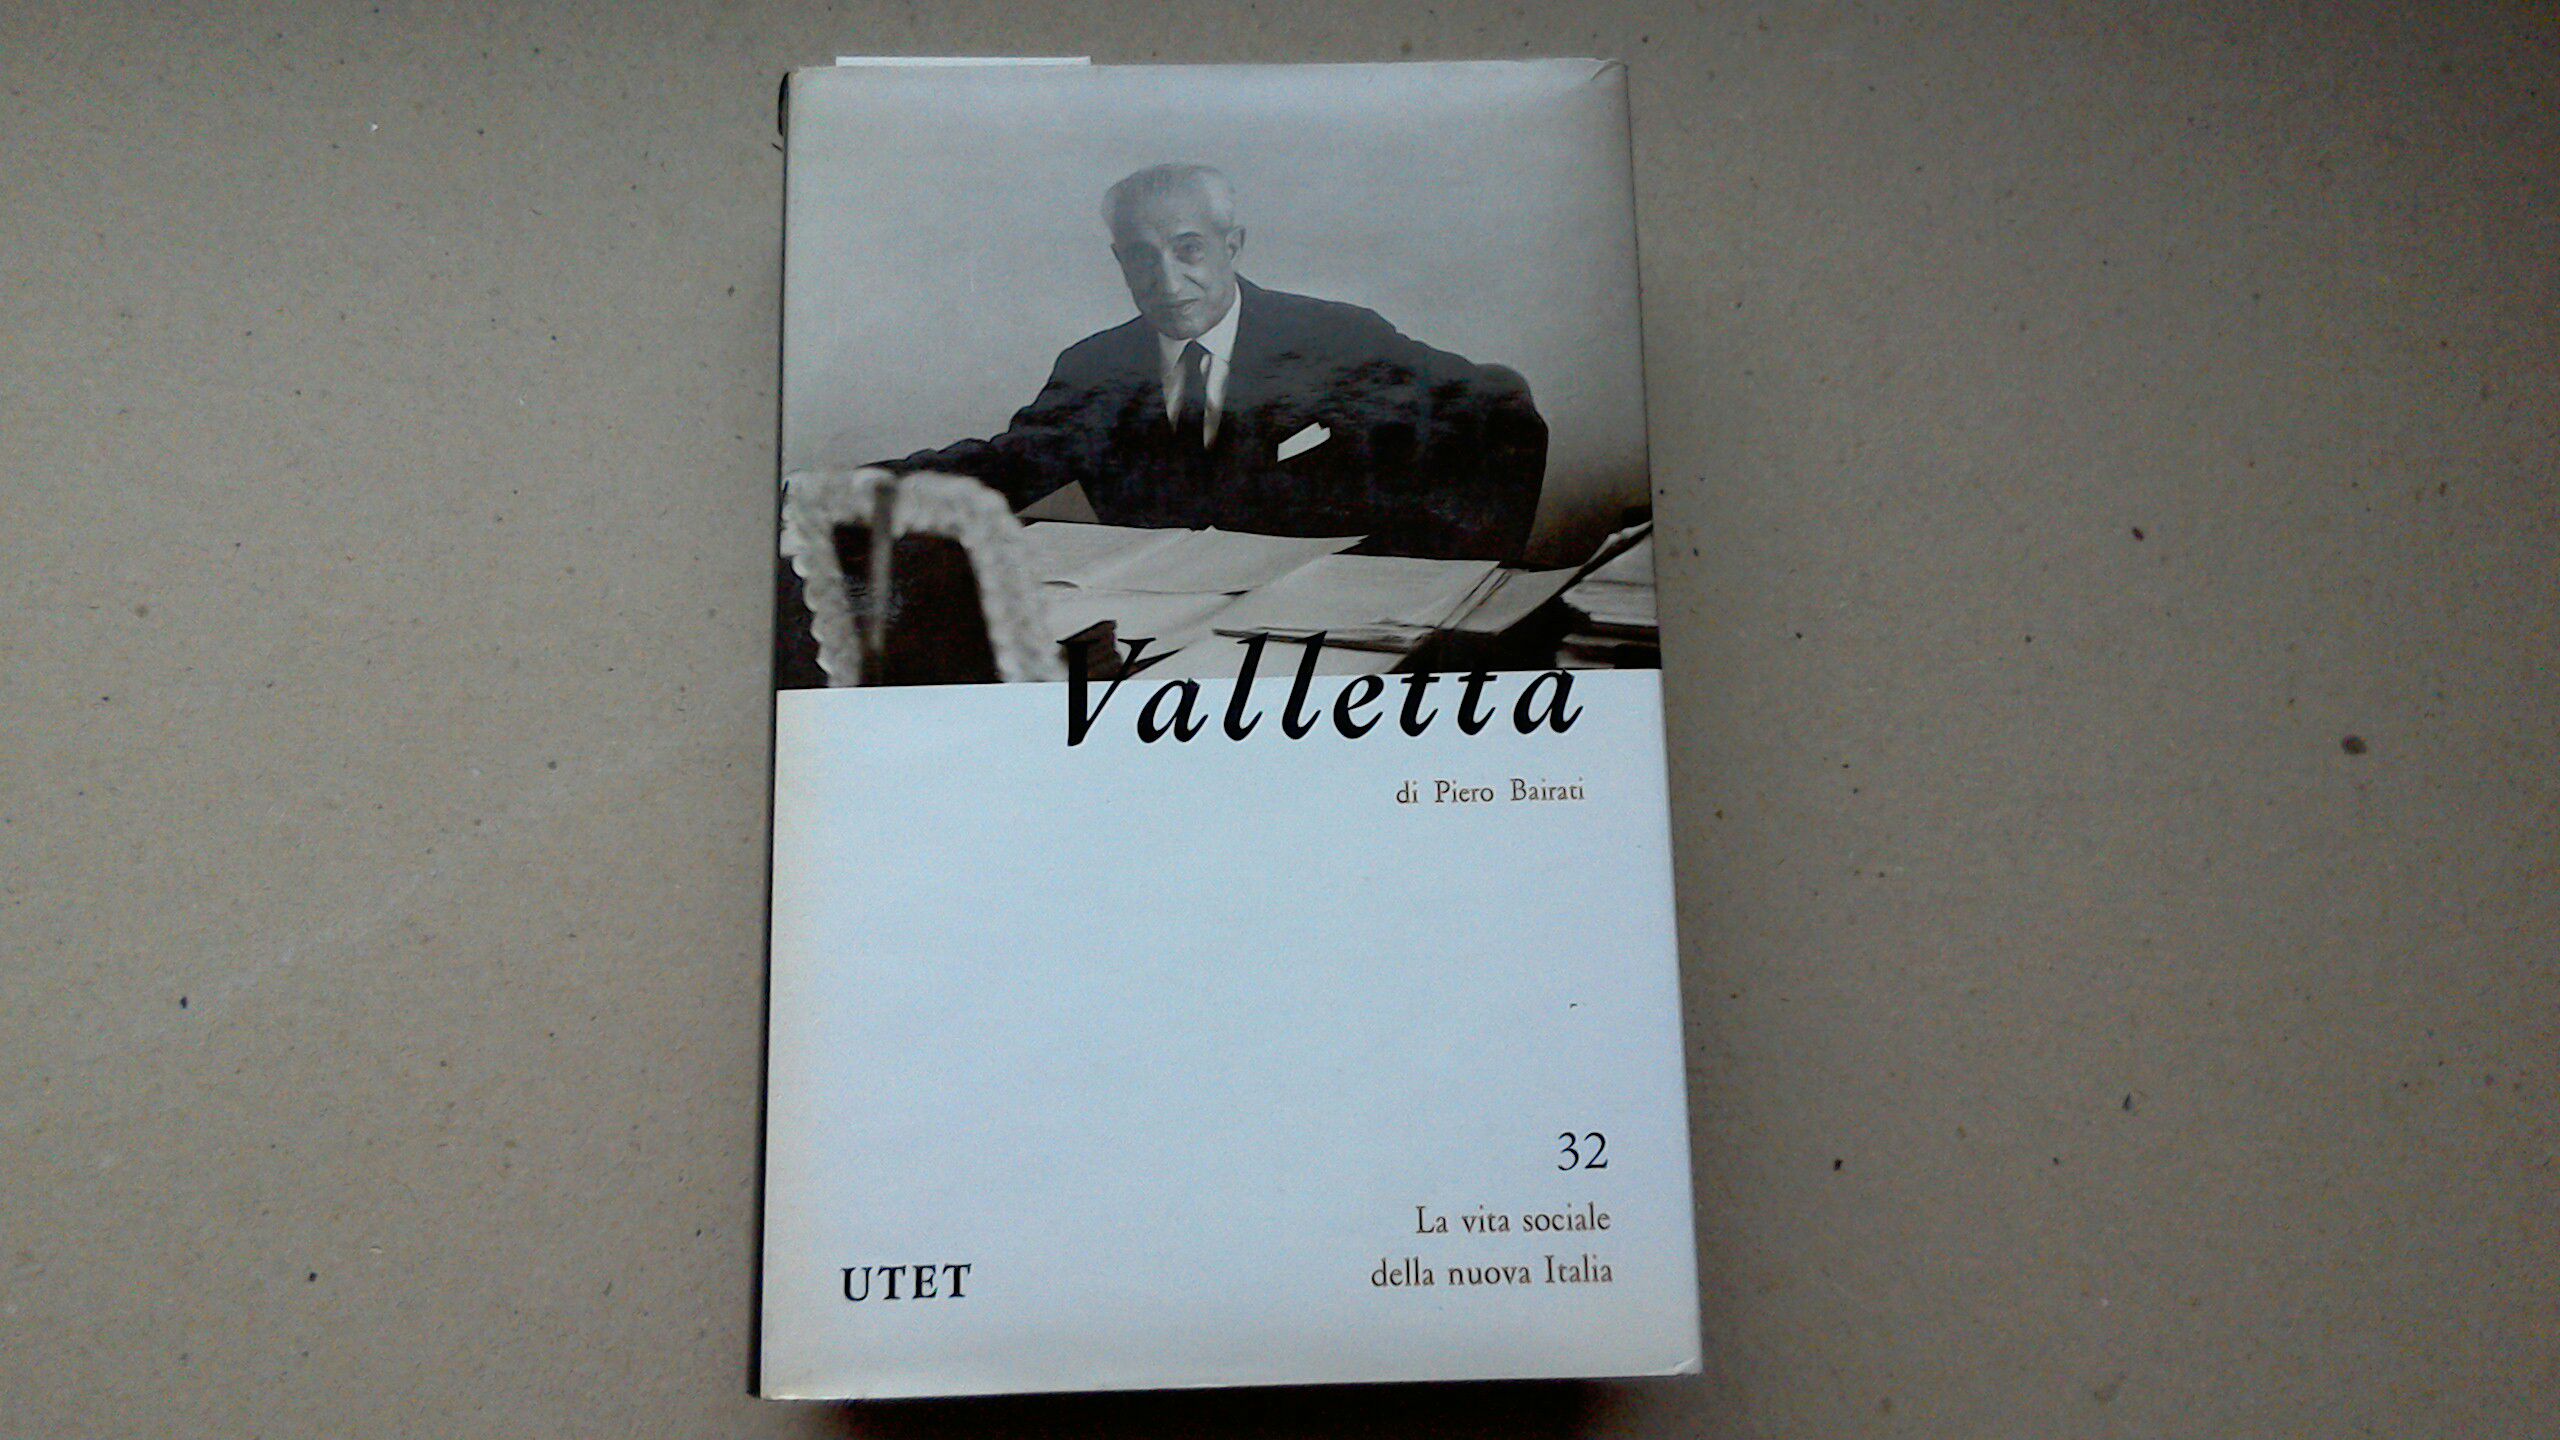 Valletta
di Piero Bairati
32
La vita sociale
della nuova Italia
UTET